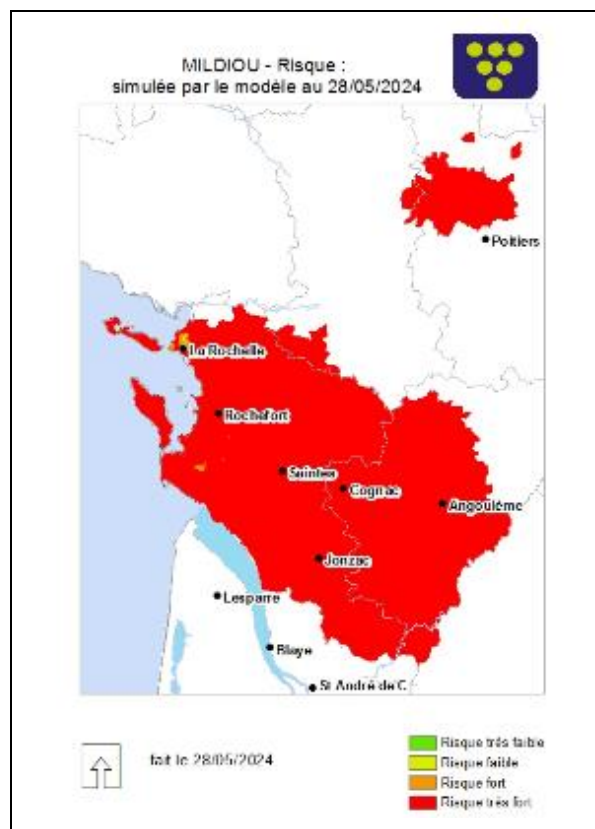 MILDIOU - Risque :
simulée par le modèle au 28/05/2024
Poitiers
La Rochelle
Rochefort
Saintes
Cognac
Angoulême
Jonzac
Lesparre
Blaye
St André de C
fait le 28/05/2024
Risque très faible
Risque faible
Risque fort
Risque très fort